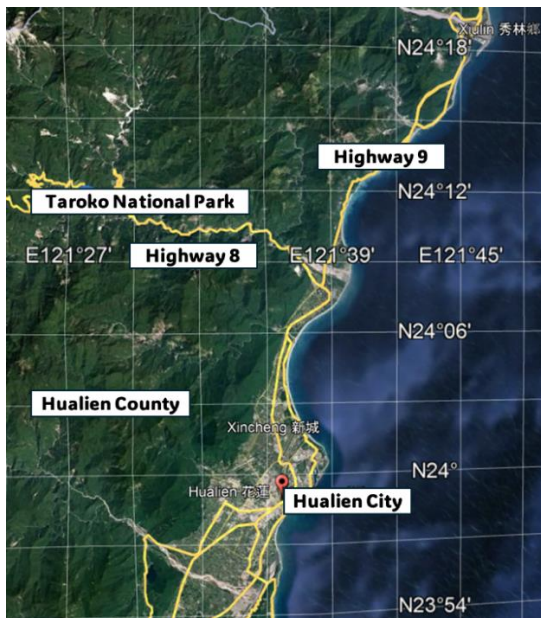 Xiulin 秀林鄉
N24°18'
Highway 9
N24°12'
Taroko National Park
Highway 8
E121°27'
E121°39'
E121°45'
N24°06'
Hualien County
Xincheng 新城
N24°
Hualien 花蓮
Hualien City
N23°54'